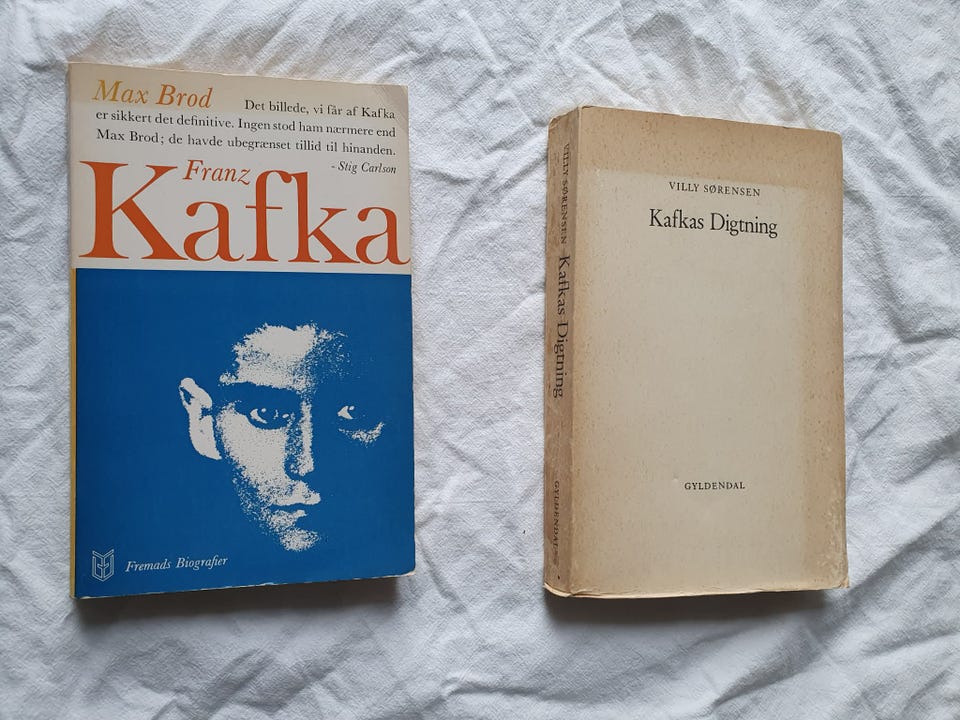 Max Brod
Det billede, vi får af Kafka
er sikkert det definitive. Ingen stod ham nærmere end
Max Brod; de havde ubegrænset tillid til hinanden.
- Stig Carlson
Franz
Kafka
Fremads Biografier
VILLY SØRENSEN Kafkas Digtning GYLDENDAL
VILLY SØRENSEN
Kafkas Digtning
GYLDENDAL